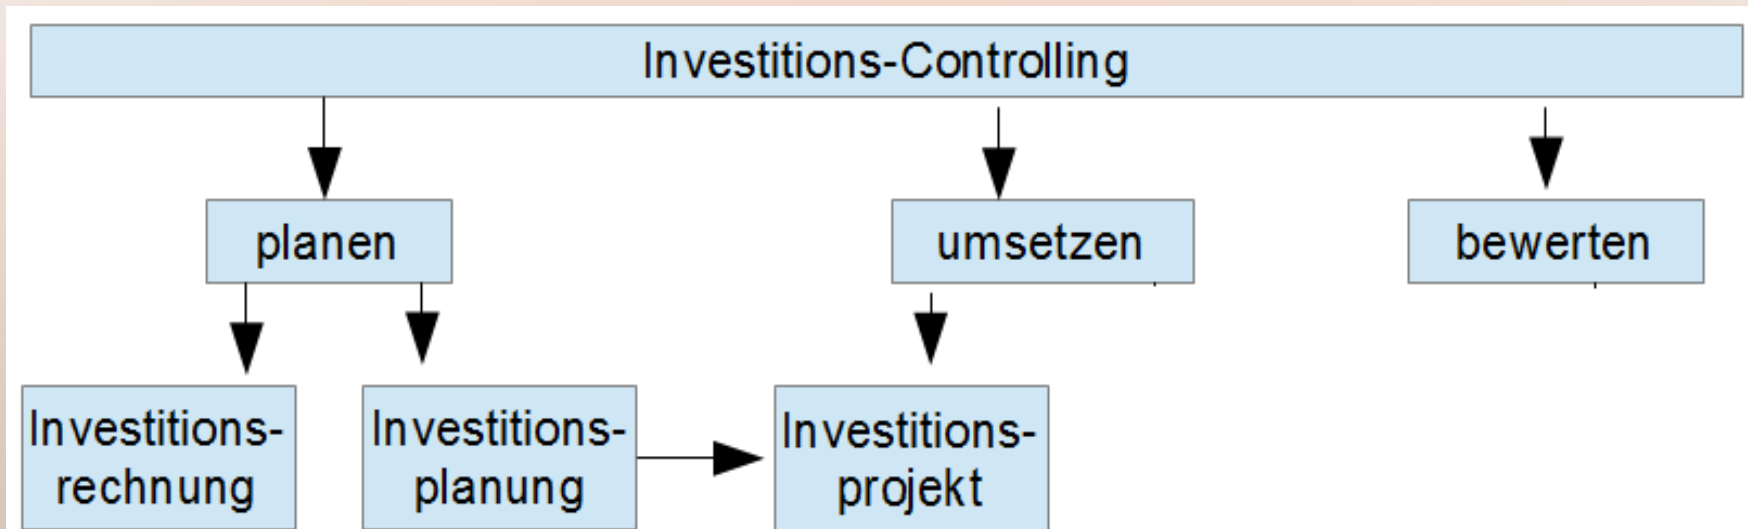 Investitions-Controlling
planen
umsetzen
bewerten
Investitions-
rechnung
Investitions-
planung
Investitions-
projekt